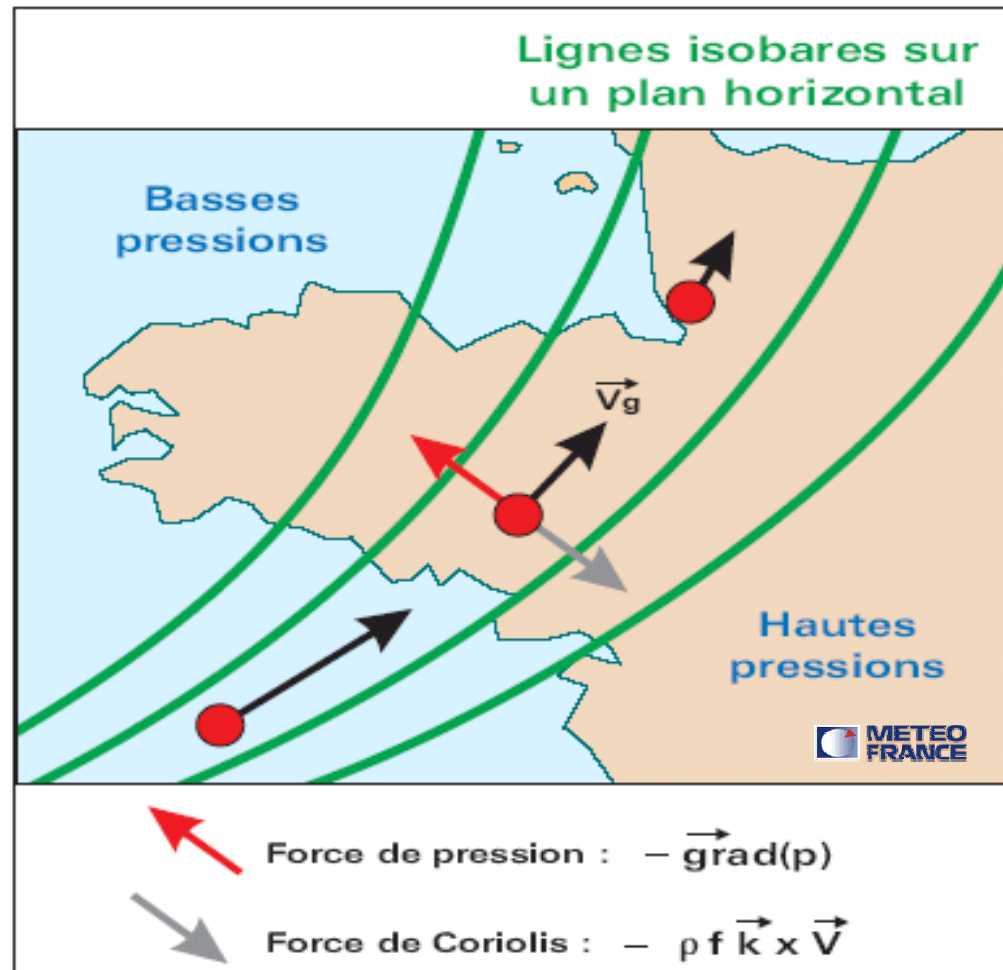 Lignes isobares sur
un plan horizontal
Basses
pressions
Vg
Hautes
pressions
METEO
FRANCE
Force de pression : − grad(p)
Force de Coriolis : − ρ f k x V